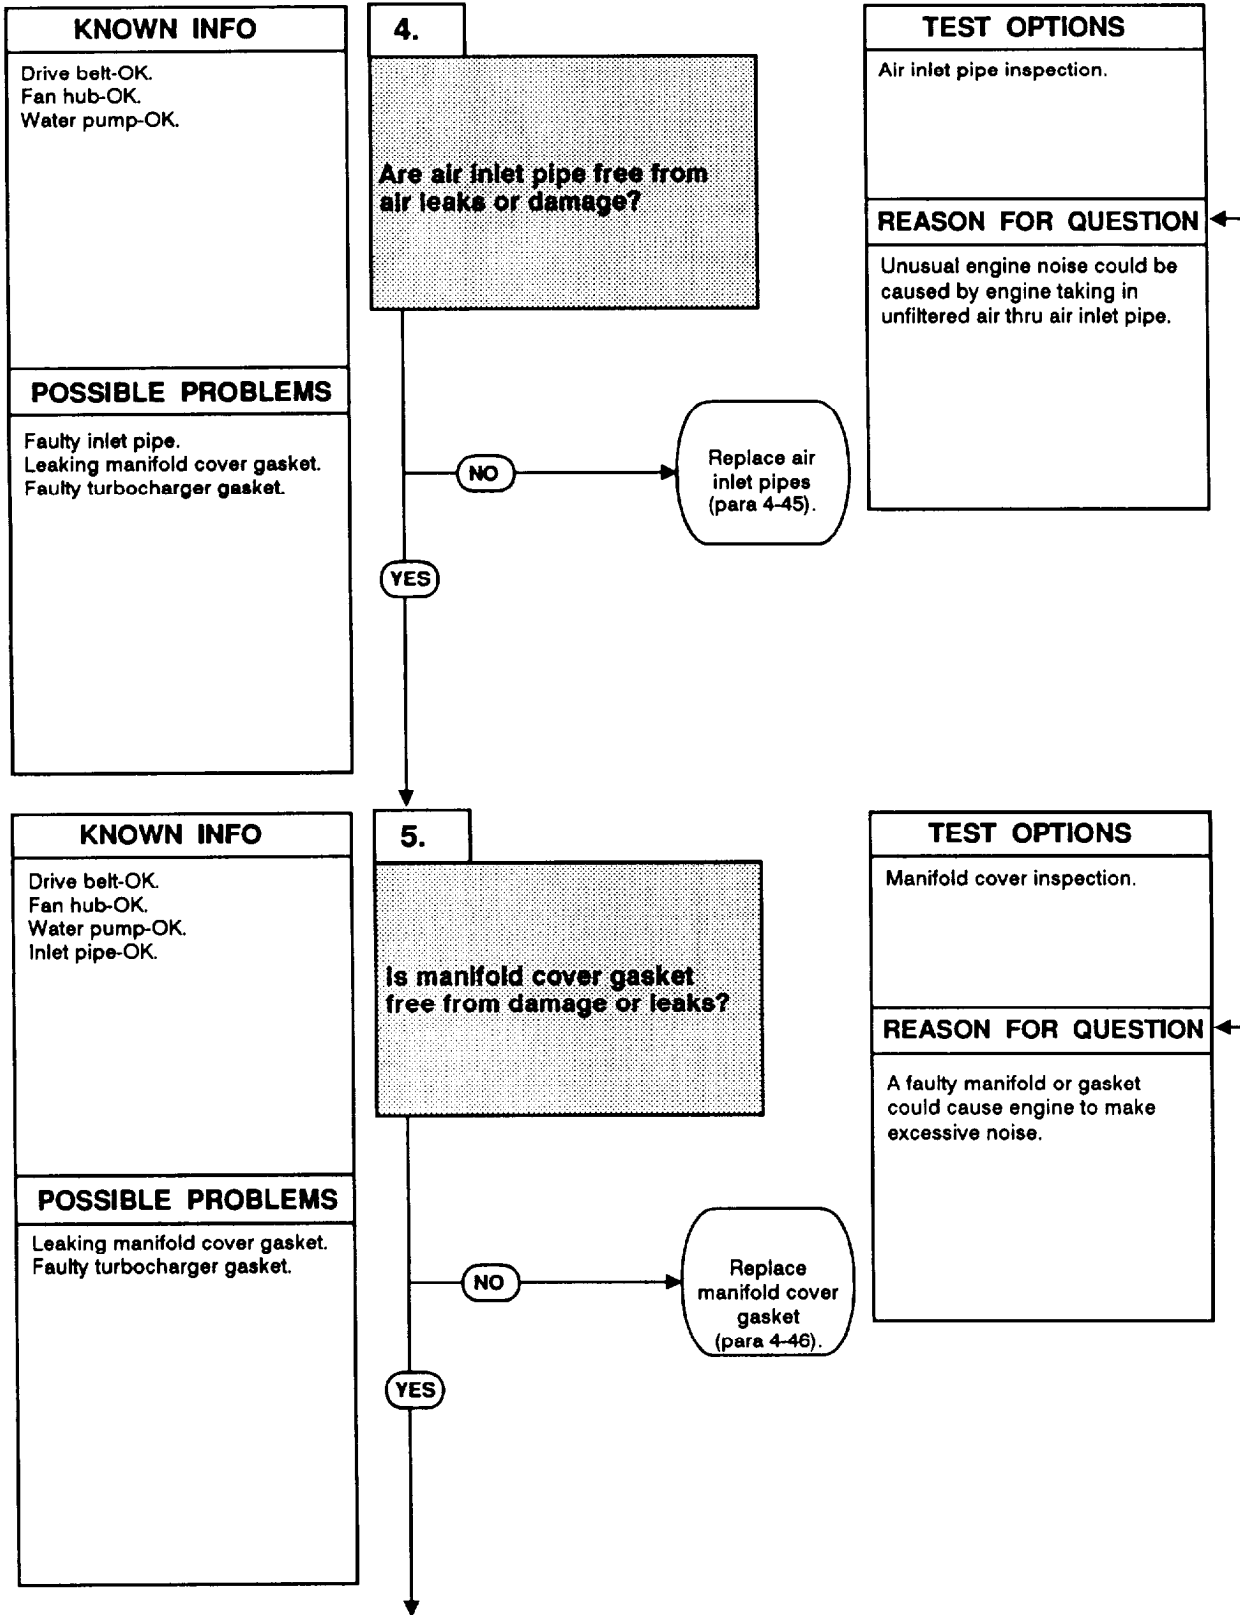 KNOWN INFO
Drive belt-OK.
Fan hub-OK.
Water pump-OK.
POSSIBLE PROBLEMS
Faulty inlet pipe.
Leaking manifold cover gasket.
Faulty turbocharger gasket.
4.
Are air inlet pipe free from
air leaks or damage?
NO
Replace air
inlet pipes
(para 4-45).
YES
TEST OPTIONS
Air inlet pipe inspection.
REASON FOR QUESTION
Unusual engine noise could be
caused by engine taking in
unfiltered air thru air inlet pipe.
KNOWN INFO
Drive belt-OK.
Fan hub-OK.
Water pump-OK.
Inlet pipe-OK.
POSSIBLE PROBLEMS
Leaking manifold cover gasket.
Faulty turbocharger gasket.
5.
Is manifold cover gasket
free from damage or leaks?
NO
Replace
manifold cover
gasket
(para 4-46).
YES
TEST OPTIONS
Manifold cover inspection.
REASON FOR QUESTION
A faulty manifold or gasket
could cause engine to make
excessive noise.